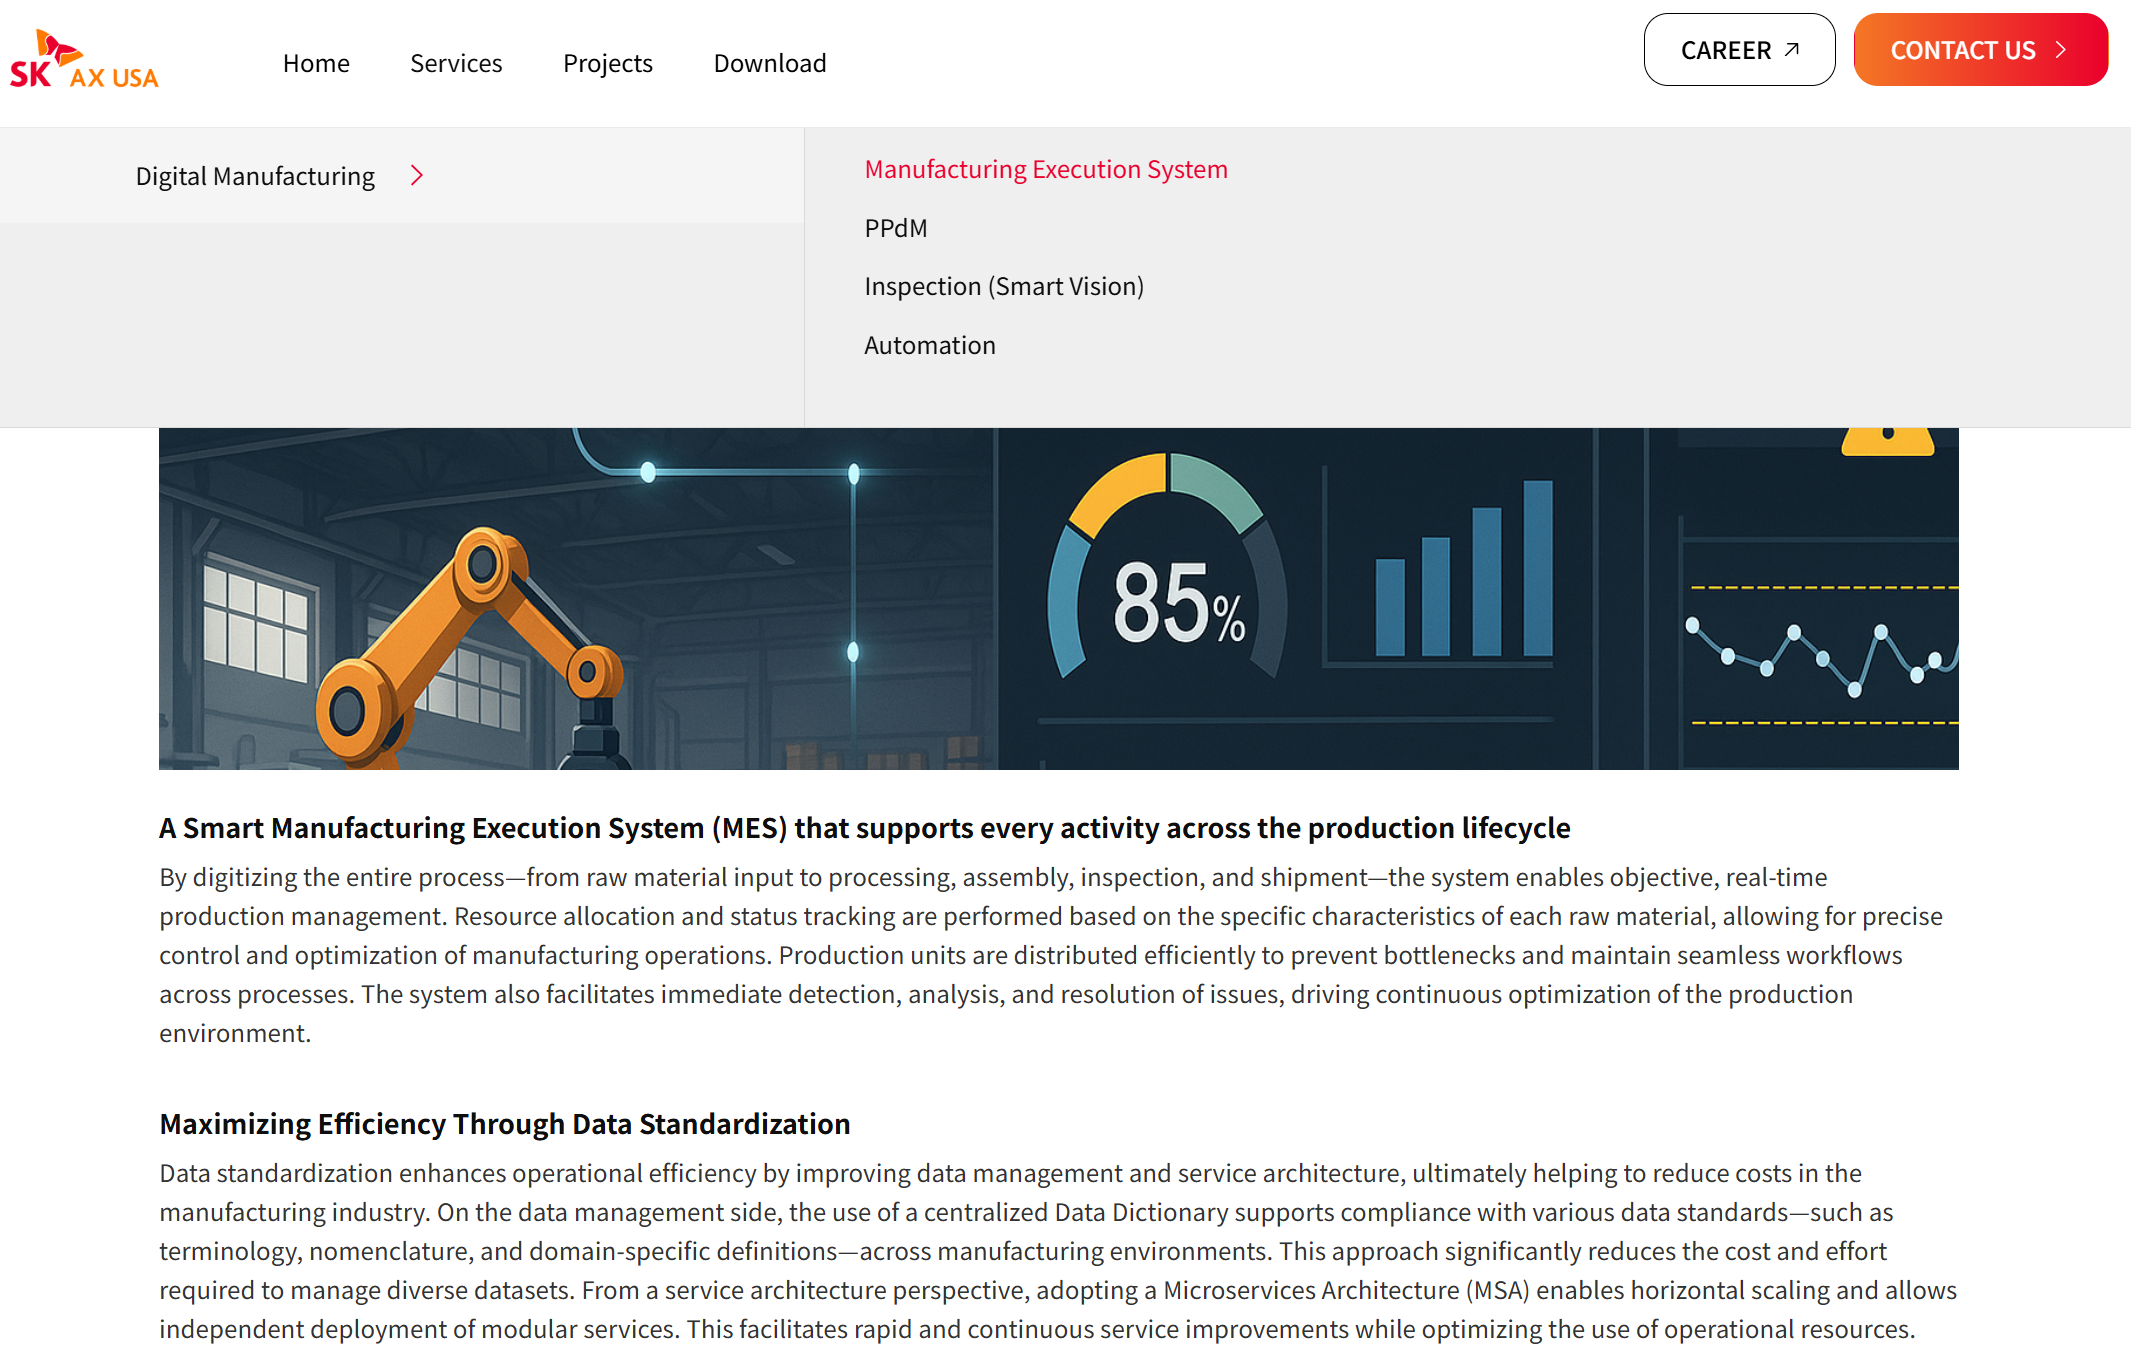 SK AX USA
Home
Services
Projects
Download
CAREER
CONTACT US
Digital Manufacturing
Manufacturing Execution System
PPdM
Inspection (Smart Vision)
Automation
85%
A Smart Manufacturing Execution System (MES) that supports every activity across the production lifecycle
By digitizing the entire process—from raw material input to processing, assembly, inspection, and shipment—the system enables objective, real-time
production management. Resource allocation and status tracking are performed based on the specific characteristics of each raw material, allowing for precise
control and optimization of manufacturing operations. Production units are distributed efficiently to prevent bottlenecks and maintain seamless workflows
across processes. The system also facilitates immediate detection, analysis, and resolution of issues, driving continuous optimization of the production
environment.
Maximizing Efficiency Through Data Standardization
Data standardization enhances operational efficiency by improving data management and service architecture, ultimately helping to reduce costs in the
manufacturing industry. On the data management side, the use of a centralized Data Dictionary supports compliance with various data standards—such as
terminology, nomenclature, and domain-specific definitions—across manufacturing environments. This approach significantly reduces the cost and effort
required to manage diverse datasets. From a service architecture perspective, adopting a Microservices Architecture (MSA) enables horizontal scaling and allows
independent deployment of modular services. This facilitates rapid and continuous service improvements while optimizing the use of operational resources.